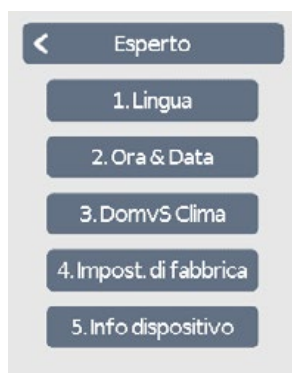 Esperto
1. Lingua
2. Ora & Data
3. DomvS Clima
4. Impost. di fabbrica
5. Info dispositivo